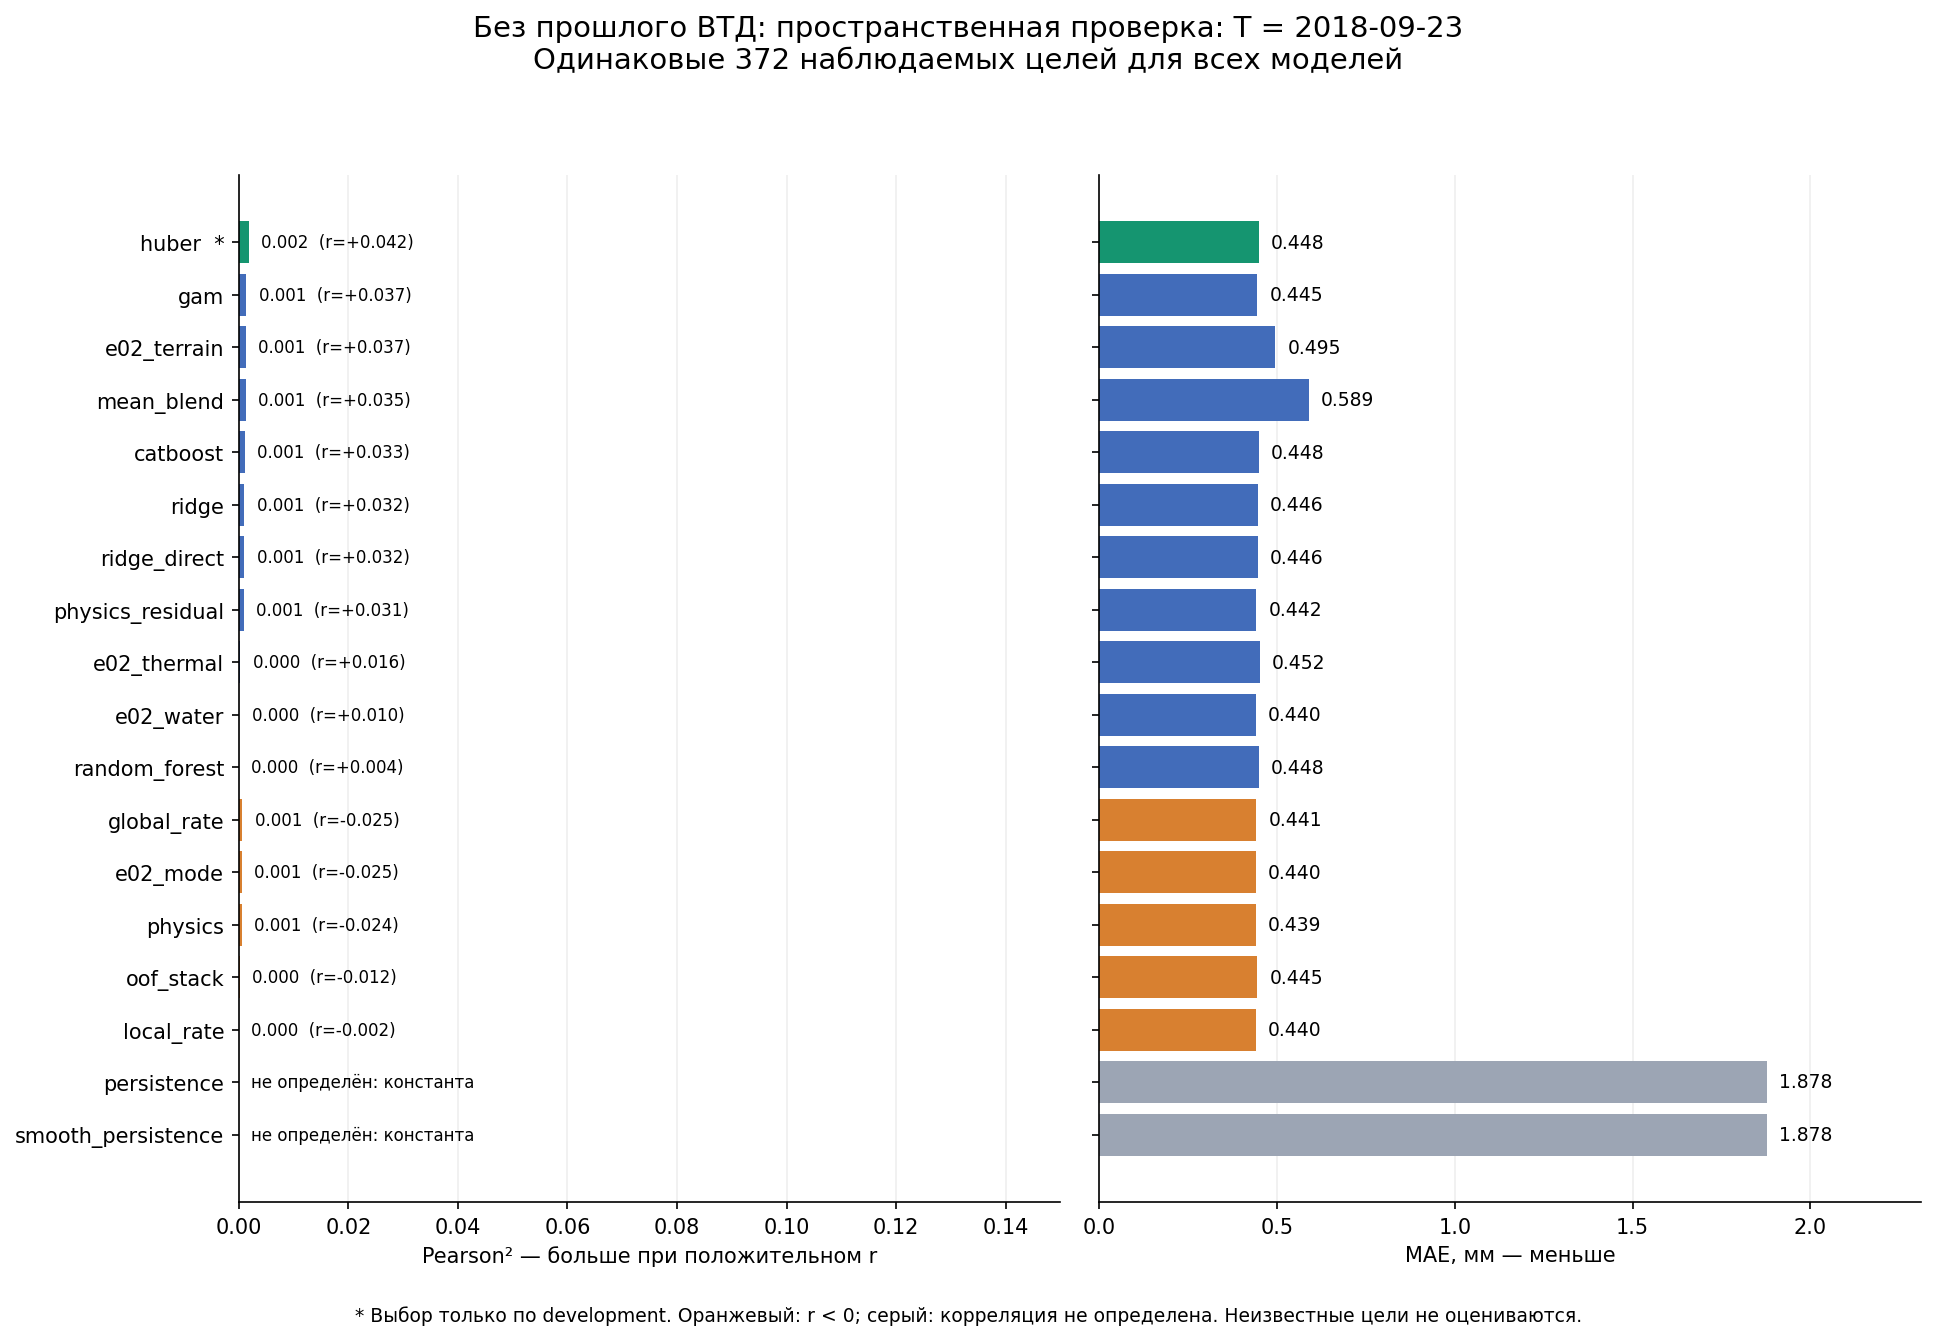 Без прошлого ВТД: пространственная проверка: T = 2018-09-23
Одинаковые 372 наблюдаемых целей для всех моделей
huber * 0.002 (r=+0.042) 0.448
gam 0.001 (r=+0.037) 0.445
e02_terrain 0.001 (r=+0.037) 0.495
mean_blend 0.001 (r=+0.035) 0.589
catboost 0.001 (r=+0.033) 0.448
ridge 0.001 (r=+0.032) 0.446
ridge_direct 0.001 (r=+0.032) 0.446
physics_residual 0.001 (r=+0.031) 0.442
e02_thermal 0.000 (r=+0.016) 0.452
e02_water 0.000 (r=+0.010) 0.440
random_forest 0.000 (r=+0.004) 0.448
global_rate 0.001 (r=-0.025) 0.441
e02_mode 0.001 (r=-0.025) 0.440
physics 0.001 (r=-0.024) 0.439
oof_stack 0.000 (r=-0.012) 0.445
local_rate 0.000 (r=-0.002) 0.440
persistence не определён: константа 1.878
smooth_persistence не определён: константа 1.878
0.00 0.02 0.04 0.06 0.08 0.10 0.12 0.14 0.0 0.5 1.0 1.5 2.0
Pearson² — больше при положительном r MAE, мм — меньше
* Выбор только по development. Оранжевый: r < 0; серый: корреляция не определена. Неизвестные цели не оцениваются.